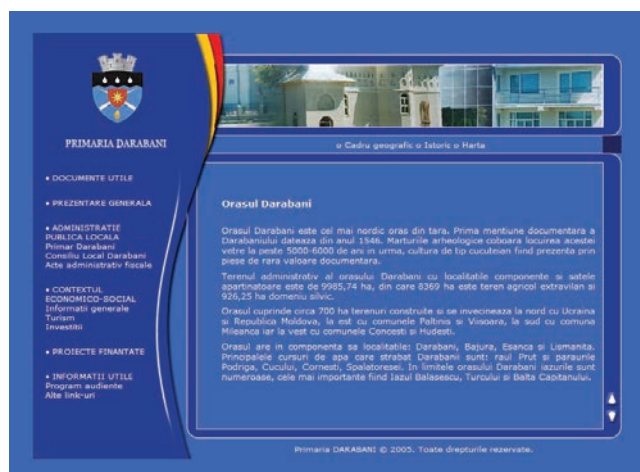 PRIMARIA DARABANI
• DOCUMENTE UTILE
• PREZENTARE GENERALA
• ADMINISTRATIE
PUBLICA LOCALA
Primar Darabani
Consiliu Local Darabani
Acte administrativ fiscale
• CONTEXTUL
ECONOMICO-SOCIAL
Informatii generale
Turism
Investitii
• PROIECTE FINANTATE
• INFORMATII UTILE
Program audiente
Alte link-uri
o Cadru geografic o Istoric o Harta
Orasul Darabani
Orasul Darabani este cel mai nordic oras din tara. Prima mentiune documentara a
Darabaniului dateaza din anul 1546. Marturiile arheologice coboara locuirea acestei
vetre la peste 5000-6000 de ani in urma, cultura de tip cucuteian fiind prezenta prin
piese de rara valoare documentara.
Terenul administrativ al orasului Darabani cu localitatile componente si satele
apartinatoare este de 9985,74 ha, din care 8369 ha este teren agricol extravilan si
926,25 ha domeniu silvic.
Orasul cuprinde circa 700 ha terenuri construite si se invecineaza la nord cu Ucraina
si Republica Moldova, la est cu comunele Paltinis si Viisoara, la sud cu comuna
Mileanca iar la vest cu comunele Concesti si Hudesti.
Orasul are in componenta sa localitatile: Darabani, Bajura, Esanca si Lismanita.
Principalele cursuri de apa care strabat Darabanii sunt: raul Prut si paraurile
Podriga, Cucului, Cornesti, Spalatoresei. In limitele orasului Darabani iazurile sunt
numeroase, cele mai importante fiind Iazul Balasescu, Turcului si Balta Capitanului.
Primaria DARABANI © 2005. Toate drepturile rezervate.